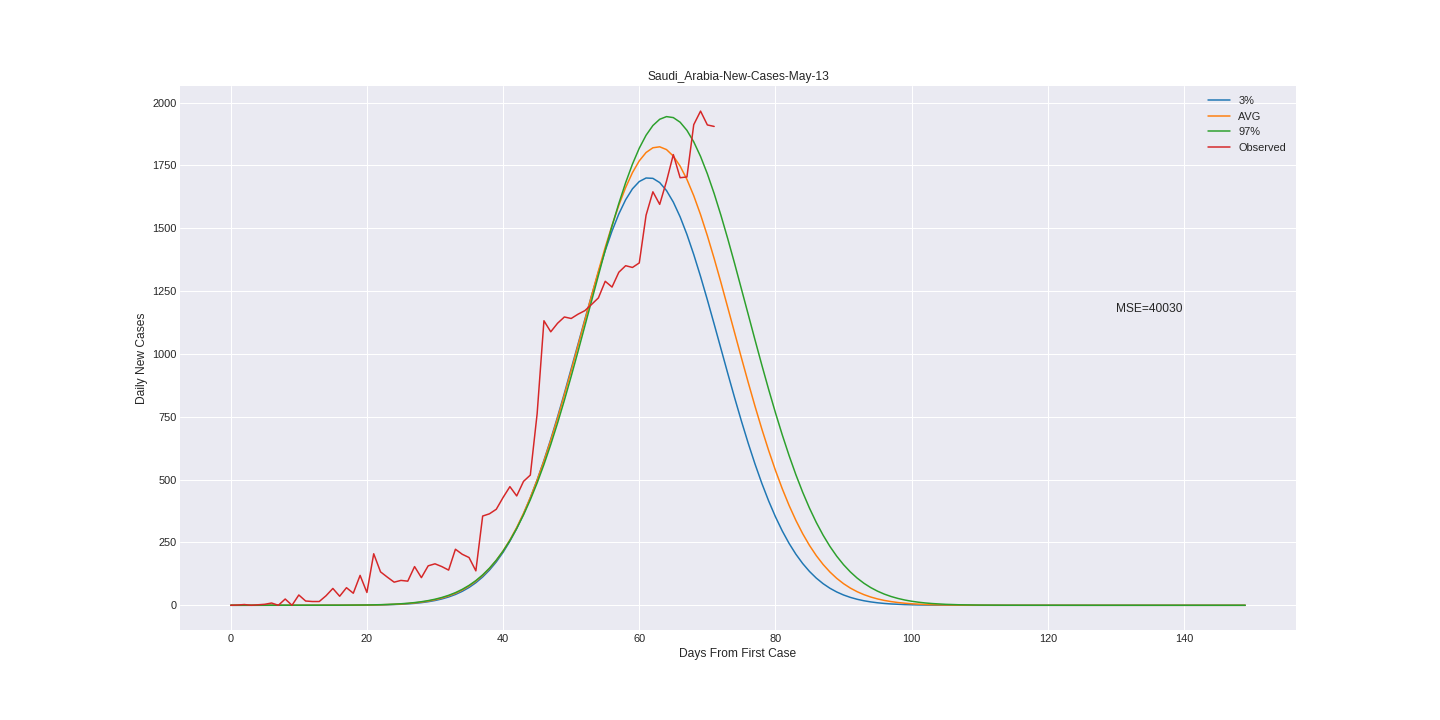 Saudi_Arabia-New-Cases-May-13
3%
AVG
97%
Observed
2000
1750
1500
1250
1000
750
500
250
0
Daily New Cases
MSE=40030
0 20 40 60 80 100 120 140
Days From First Case